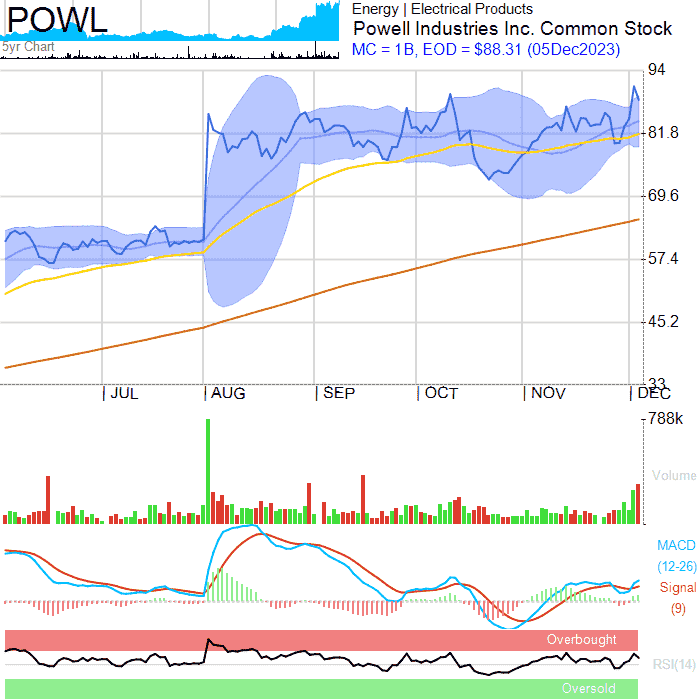 POWL
5yr Chart
Energy | Electrical Products
Powell Industries Inc. Common Stock
MC = 1B, EOD = $88.31 (05Dec2023)
94
81.8
69.6
57.4
45.2
33
JUL
AUG
SEP
OCT
NOV
DEC
788k
Volume
MACD
(12-26)
Signal
(9)
Overbought
RSI(14)
Oversold